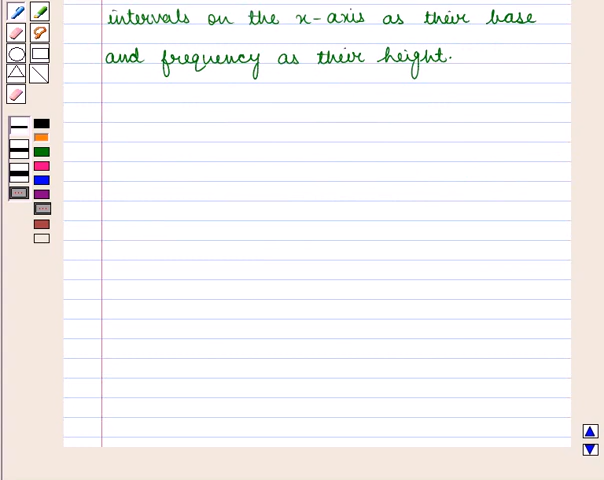 intervals on the x-axis as their base
and frequency as their height.